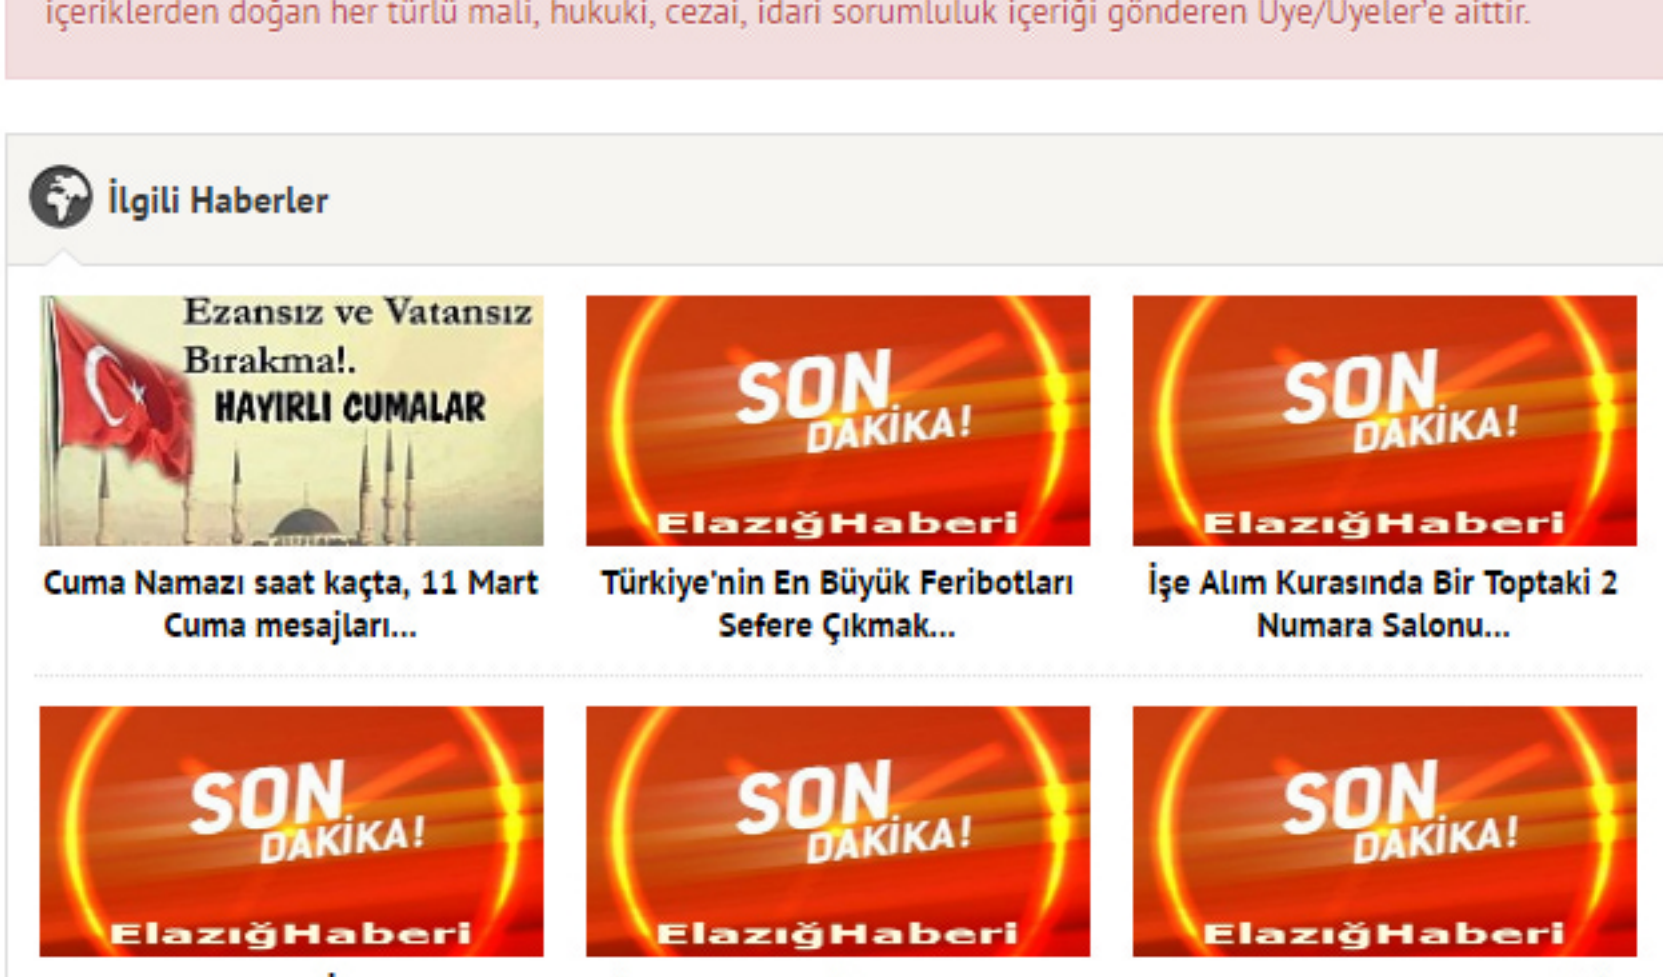 içeriklerden doğan her türlü mali, hukuki, cezai, idari sorumluluk içeriği gönderen Üye/Üyeler'e aittir.
İlgili Haberler
Ezansız ve Vatansız
Bırakma!.
HAYIRLI CUMALAR
Cuma Namazı saat kaçta, 11 Mart
Cuma mesajları...
SON
DAKİKA!
ElazığHaberi
Türkiye'nin En Büyük Feribotları
Sefere Çıkmak...
SON
DAKİKA!
ElazığHaberi
İşe Alım Kurasında Bir Toptaki 2
Numara Salonu...
SON
DAKİKA!
ElazığHaberi
SON
DAKİKA!
ElazığHaberi
SON
DAKİKA!
ElazığHaberi